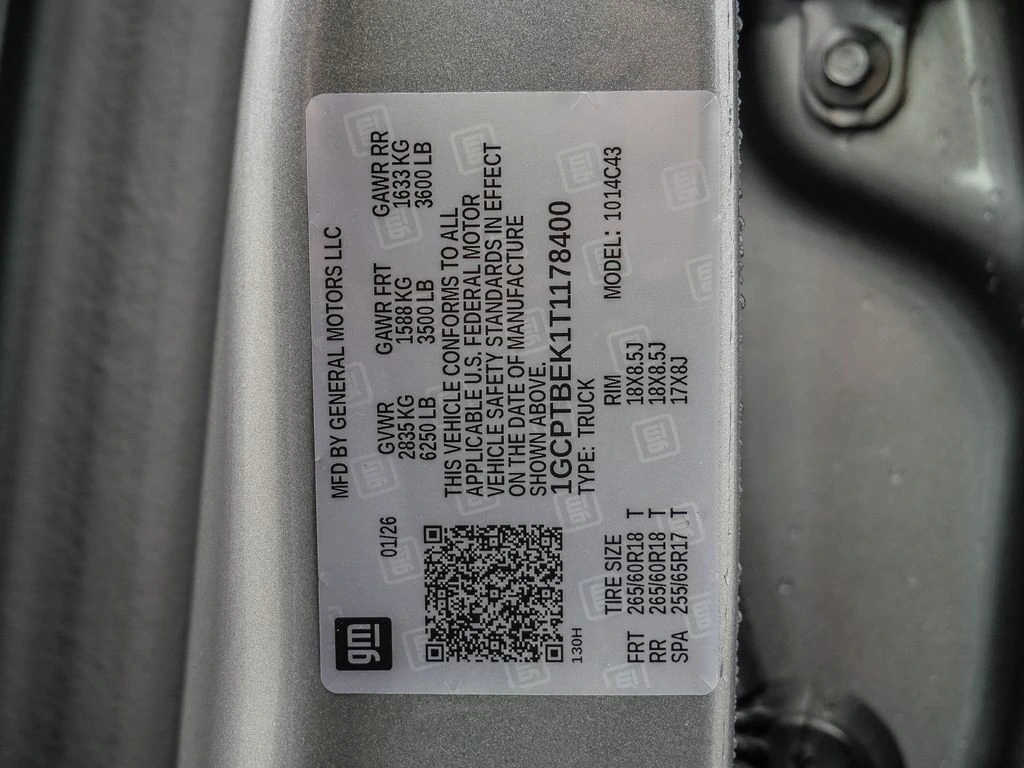 gm
01/26
MFD BY GENERAL MOTORS LLC
GVWR GAWR FRT GAWR RR
2835 KG 1588 KG 1633 KG
6250 LB 3500 LB 3600 LB
THIS VEHICLE CONFORMS TO ALL
APPLICABLE U.S. FEDERAL MOTOR
VEHICLE SAFETY STANDARDS IN EFFECT
ON THE DATE OF MANUFACTURE
SHOWN ABOVE.
1GCPTBEK1T1178400
130H
TYPE: TRUCK MODEL: 1014C43
TIRE SIZE RIM
FRT 265/60R18 T 18X8.5J
RR 265/60R18 T 18X8.5J
SPA 255/65R17 T 17X8J